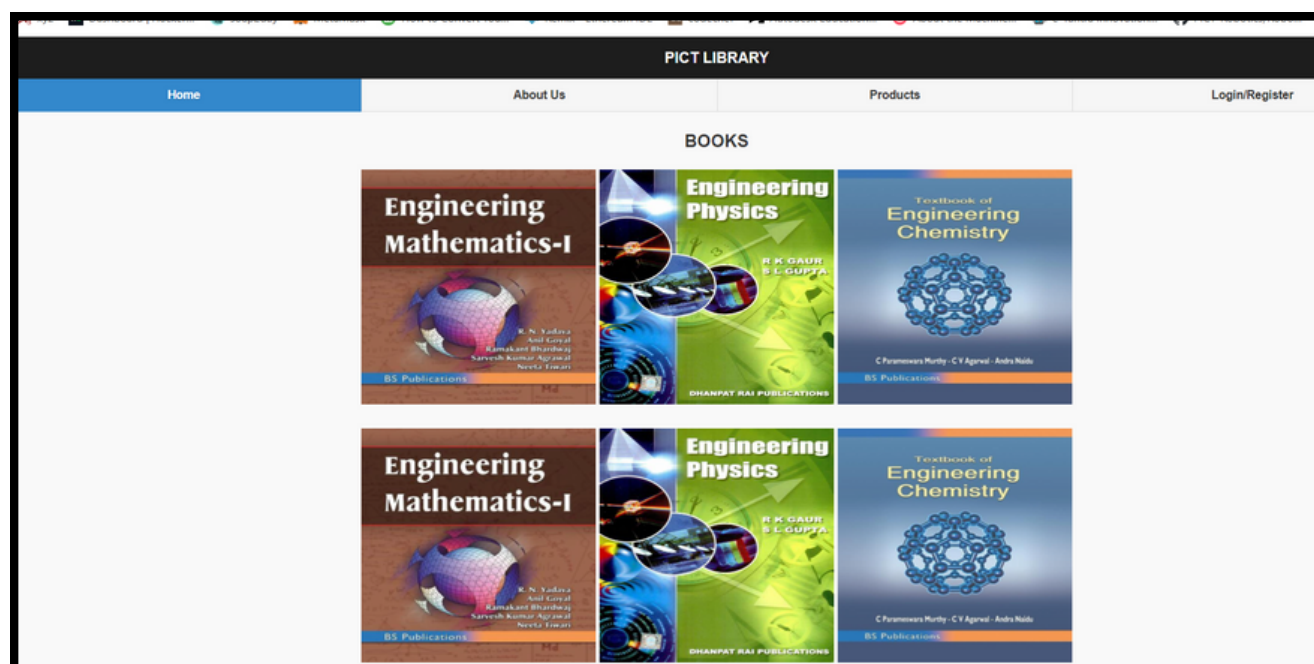 PICT LIBRARY
Home About Us Products Login/Register
BOOKS
Engineering
Mathematics-I
R. N. Yadava
Anil Goyal
Ramakant Bhardwaj
Sarvesh Kumar Agrawal
Neeta Tiwari
BS Publications
Engineering
Physics
R K GAUR
S L GUPTA
DHANPAT RAI PUBLICATIONS
Textbook of
Engineering
Chemistry
C Parameswara Murthy - C V Agarwal - Andra Naidu
BS Publications
Engineering
Mathematics-I
R. N. Yadava
Anil Goyal
Ramakant Bhardwaj
Sarvesh Kumar Agrawal
Neeta Tiwari
BS Publications
Engineering
Physics
R K GAUR
S L GUPTA
DHANPAT RAI PUBLICATIONS
Textbook of
Engineering
Chemistry
C Parameswara Murthy - C V Agarwal - Andra Naidu
BS Publications